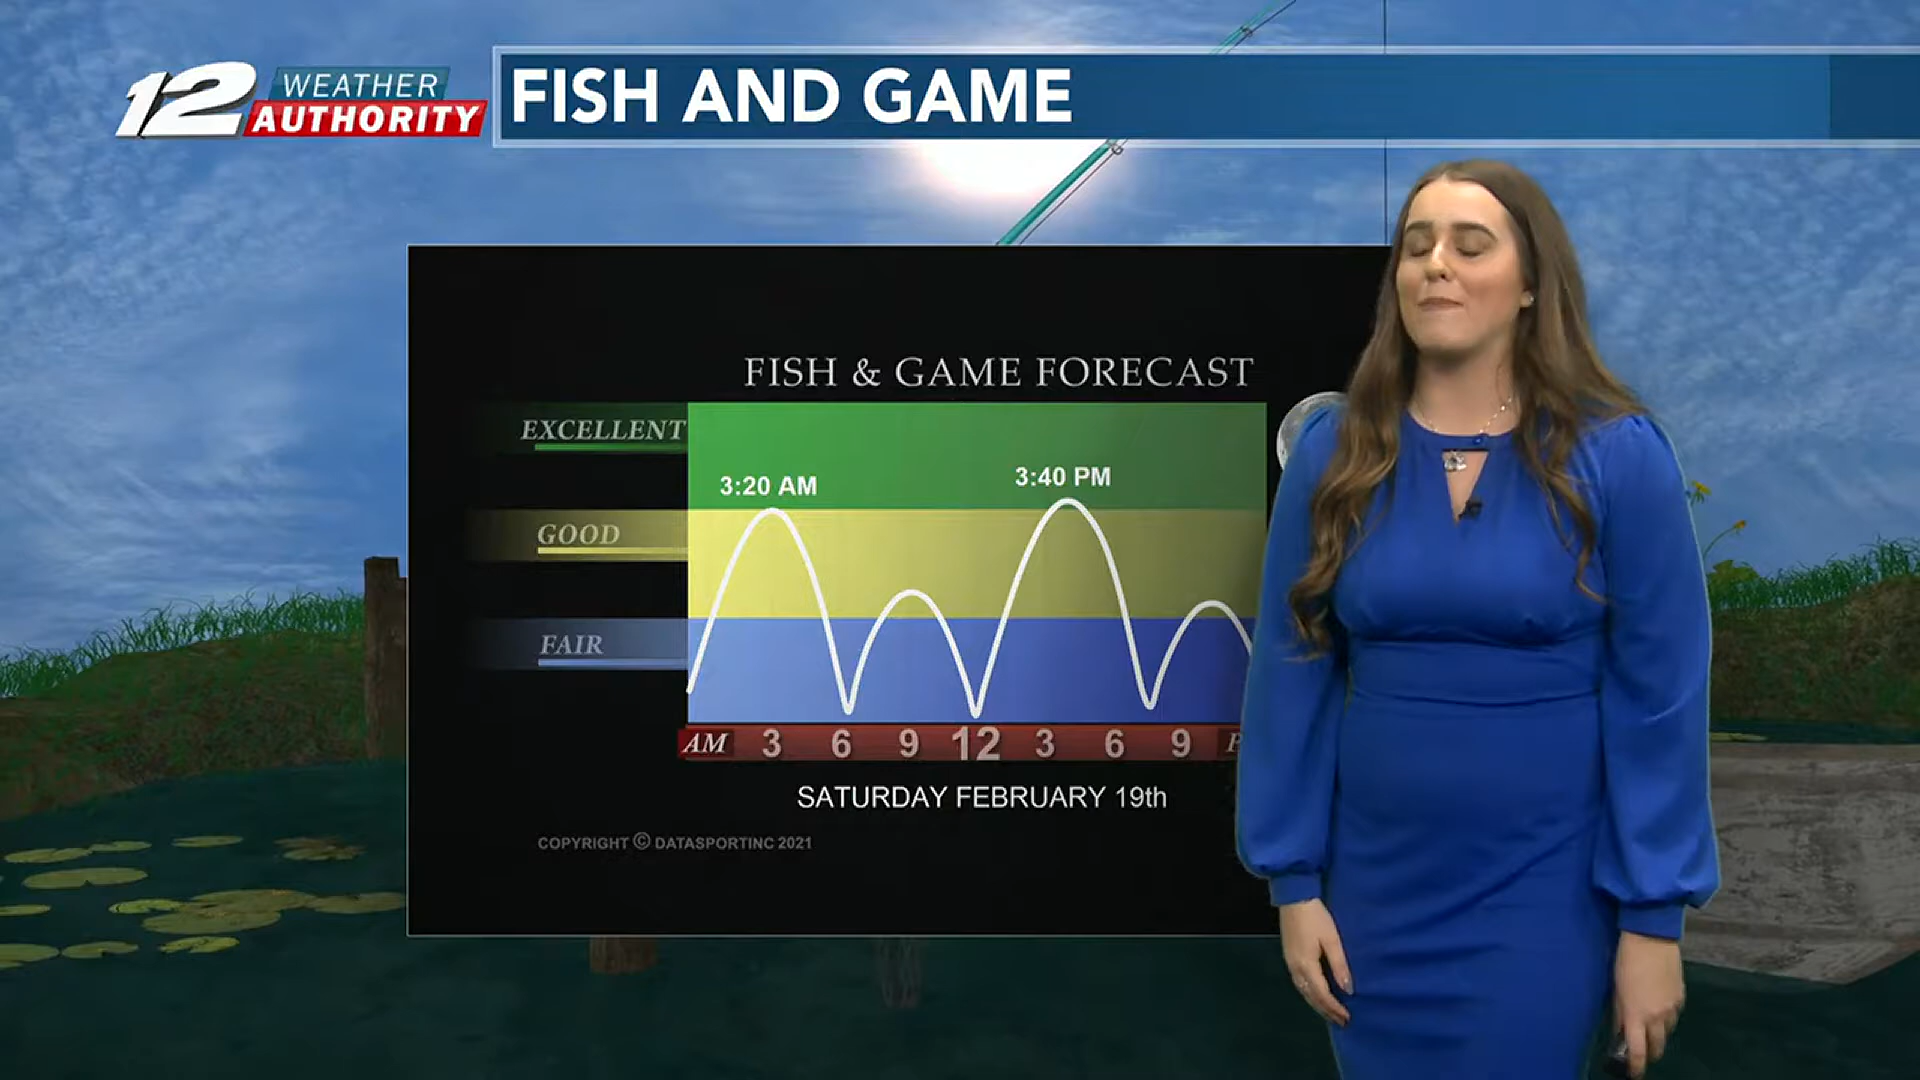 12 WEATHER
AUTHORITY
FISH AND GAME
FISH & GAME FORECAST
EXCELLENT
3:20 AM
3:40 PM
GOOD
FAIR
AM 3 6 9 12 3 6 9
SATURDAY FEBRUARY 19th
COPYRIGHT © DATASPORTINC 2021